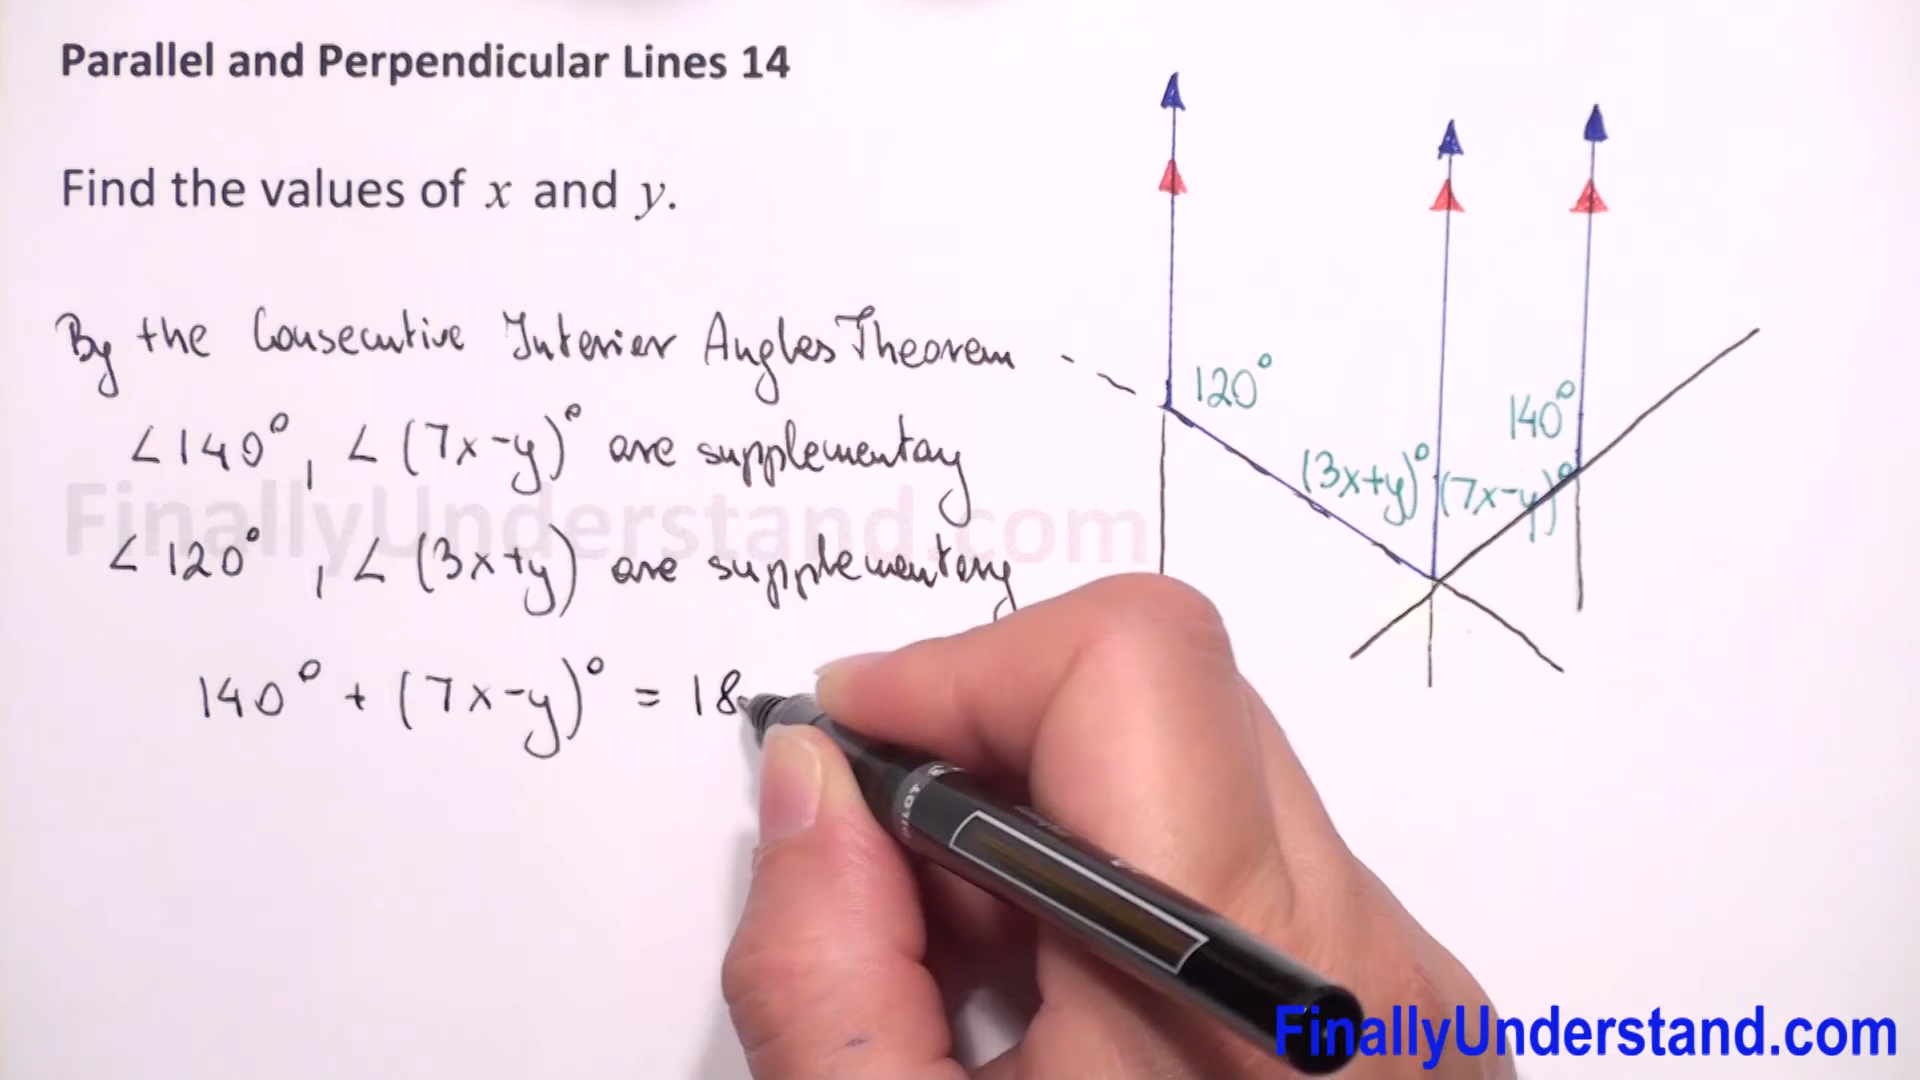 Parallel and Perpendicular Lines 14
Find the values of x and y.
By the Consecutive Interior Angles Theorem
∠140°, ∠(7x-y)° are supplementary
∠120°, ∠(3x+y) are supplementary
140° + (7x-y)° = 18
120°
140°
(3x+y)° (7x-y)°
FinallyUnderstand.com
PILOT
FinallyUnderstand.com